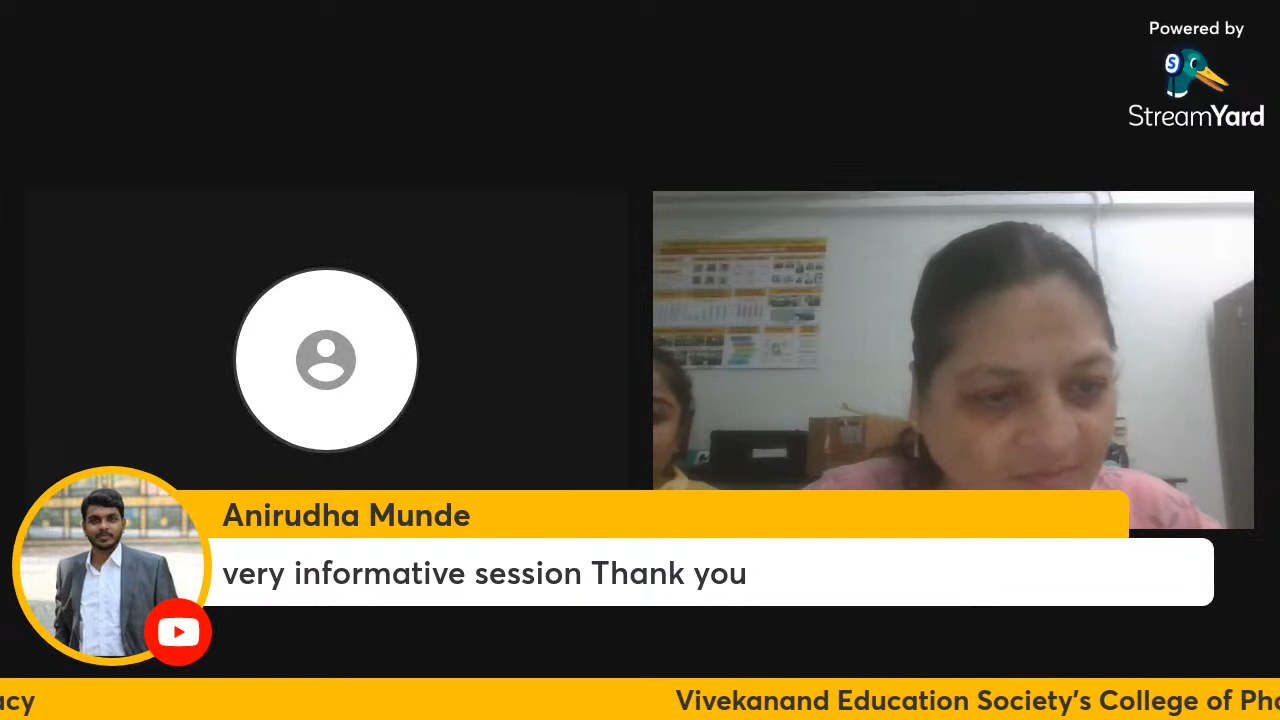 Powered by
StreamYard
Anirudha Munde
very informative session Thank you
acy
Vivekanand Education Society's College of Pha